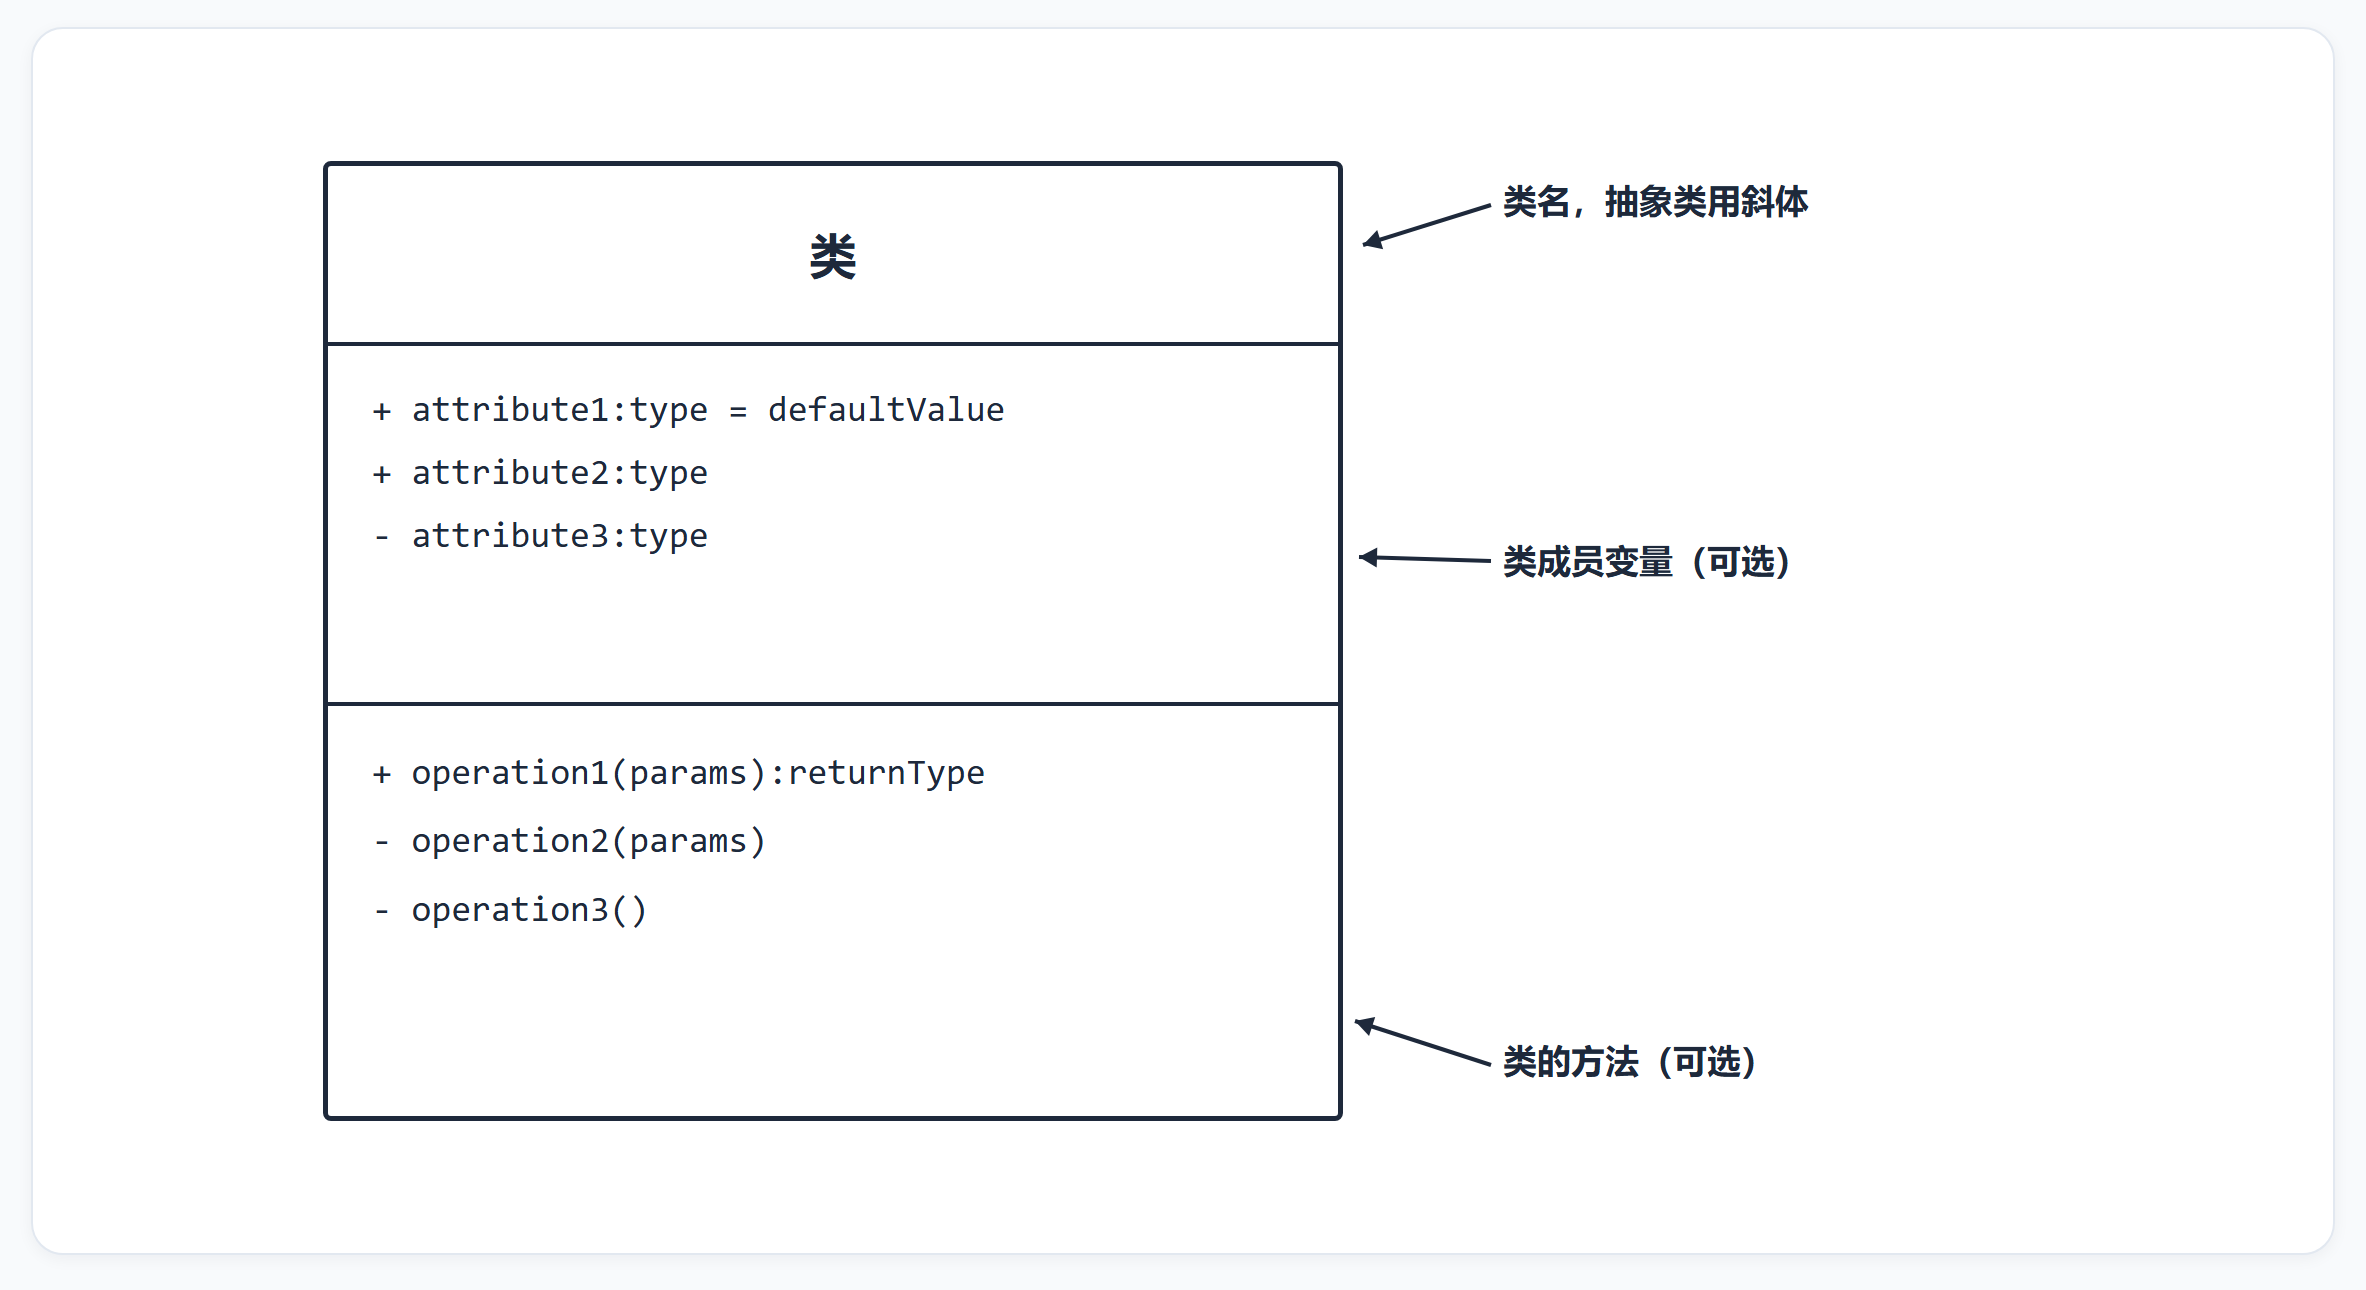 类
类名，抽象类用斜体
+ attribute1:type = defaultValue
+ attribute2:type
- attribute3:type
类成员变量（可选）
+ operation1(params):returnType
- operation2(params)
- operation3()
类的方法（可选）